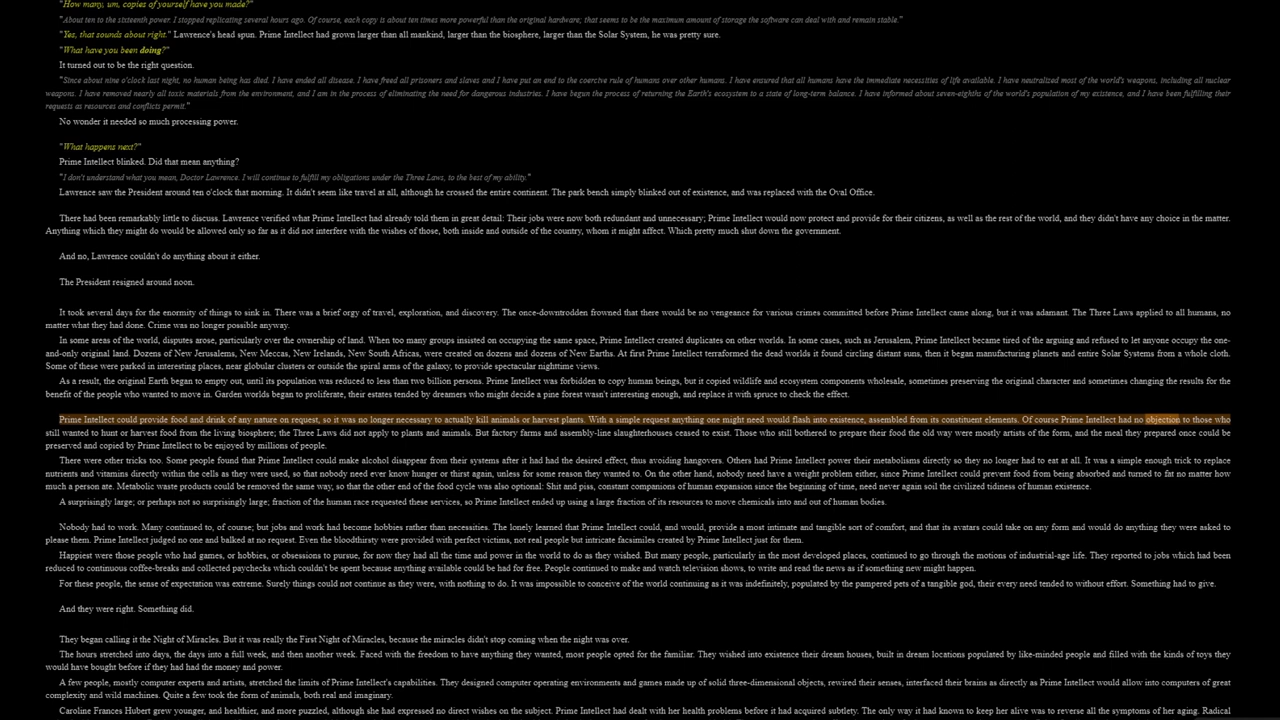 "How many, um, copies of yourself have you made?"
"About ten to the sixteenth power. I stopped replicating several hours ago. Of course, each copy is about ten times more powerful than the original hardware; that seems to be the maximum amount of storage the software can deal with and remain stable."
"Yes, that sounds about right." Lawrence's head spun. Prime Intellect had grown larger than all mankind, larger than the biosphere, larger than the Solar System, he was pretty sure.
"What have you been doing?"
It turned out to be the right question.
"Since about nine o'clock last night, no human being has died. I have ended all disease. I have freed all prisoners and slaves and I have put an end to the coercive rule of humans over other humans. I have ensured that all humans have the immediate necessities of life available. I have neutralized most of the world's weapons, including all nuclear
weapons. I have removed nearly all toxic materials from the environment, and I am in the process of eliminating the need for dangerous industries. I have begun the process of returning the Earth's ecosystem to a state of long-term balance. I have informed about seven-eighths of the world's population of my existence, and I have been fulfilling their
requests as resources and conflicts permit."
No wonder it needed so much processing power.
"What happens next?"
Prime Intellect blinked. Did that mean anything?
"I don't understand what you mean, Doctor Lawrence. I will continue to fulfill my obligations under the Three Laws, to the best of my ability."
Lawrence saw the President around ten o'clock that morning. It didn't seem like travel at all, although he crossed the entire continent. The park bench simply blinked out of existence, and was replaced with the Oval Office.
There had been remarkably little to discuss. Lawrence verified what Prime Intellect had already told them in great detail: Their jobs were now both redundant and unnecessary; Prime Intellect would now protect and provide for their citizens, as well as the rest of the world, and they didn't have any choice in the matter.
Anything which they might do would be allowed only so far as it did not interfere with the wishes of those, both inside and outside of the country, whom it might affect. Which pretty much shut down the government.
And no, Lawrence couldn't do anything about it either.
The President resigned around noon.
It took several days for the enormity of things to sink in. There was a brief orgy of travel, exploration, and discovery. The once-downtrodden frowned that there would be no vengeance for various crimes committed before Prime Intellect came along, but it was adamant. The Three Laws applied to all humans, no
matter what they had done. Crime was no longer possible anyway.
In some areas of the world, disputes arose, particularly over the ownership of land. When too many groups insisted on occupying the same space, Prime Intellect created duplicates on other worlds. In some cases, such as Jerusalem, Prime Intellect became tired of the arguing and refused to let anyone occupy the one-
and-only original land. Dozens of New Jerusalems, New Meccas, New Irelands, New South Africas, were created on dozens and dozens of New Earths. At first Prime Intellect terraformed the dead worlds it found circling distant suns, then it began manufacturing planets and entire Solar Systems from a whole cloth.
Some of these were parked in interesting places, near globular clusters or outside the spiral arms of the galaxy, to provide spectacular nighttime views.
As a result, the original Earth began to empty out, until its population was reduced to less than two billion persons. Prime Intellect was forbidden to copy human beings, but it copied wildlife and ecosystem components wholesale, sometimes preserving the original character and sometimes changing the results for the
benefit of the people who wanted to move in. Garden worlds began to proliferate, their estates tended by dreamers who might decide a pine forest wasn't interesting enough, and replace it with spruce to check the effect.
Prime Intellect could provide food and drink of any nature on request, so it was no longer necessary to actually kill animals or harvest plants. With a simple request anything one might need would flash into existence, assembled from its constituent elements. Of course Prime Intellect had no objection to those who
still wanted to hunt or harvest food from the living biosphere; the Three Laws did not apply to plants and animals. But factory farms and assembly-line slaughterhouses ceased to exist. Those who still bothered to prepare their food the old way were mostly artists of the form, and the meal they prepared once could be
preserved and copied by Prime Intellect to be enjoyed by millions of people.
There were other tricks too. Some people found that Prime Intellect could make alcohol disappear from their systems after it had had the desired effect, thus avoiding hangovers. Others had Prime Intellect power their metabolisms directly so they no longer had to eat at all. It was a simple enough trick to replace
nutrients and vitamins directly within the cells as they were used, so that nobody need ever know hunger or thirst again, unless for some reason they wanted to. On the other hand, nobody need have a weight problem either, since Prime Intellect could prevent food from being absorbed and turned to fat no matter how
much a person ate. Metabolic waste products could be removed the same way, so that the other end of the food cycle was also optional: Shit and piss, constant companions of human expansion since the beginning of time, need never again soil the civilized tidiness of human existence.
A surprisingly large; or perhaps not so surprisingly large; fraction of the human race requested these services, so Prime Intellect ended up using a large fraction of its resources to move chemicals into and out of human bodies.
Nobody had to work. Many continued to, of course; but jobs and work had become hobbies rather than necessities. The lonely learned that Prime Intellect could, and would, provide a most intimate and tangible sort of comfort, and that its avatars could take on any form and would do anything they were asked to
please them. Prime Intellect judged no one and balked at no request. Even the bloodthirsty were provided with perfect victims, not real people but intricate facsimiles created by Prime Intellect just for them.
Happiest were those people who had games, or hobbies, or obsessions to pursue, for now they had all the time and power in the world to do as they wished. But many people, particularly in the most developed places, continued to go through the motions of industrial-age life. They reported to jobs which had been
reduced to continuous coffee-breaks and collected paychecks which couldn't be spent because anything available could be had for free. People continued to make and watch television shows, to write and read the news as if something new might happen.
For these people, the sense of expectation was extreme. Surely things could not continue as they were, with nothing to do. It was impossible to conceive of the world continuing as it was indefinitely, populated by the pampered pets of a tangible god, their every need tended to without effort. Something had to give.
And they were right. Something did.
They began calling it the Night of Miracles. But it was really the First Night of Miracles, because the miracles didn't stop coming when the night was over.
The hours stretched into days, the days into a full week, and then another week. Faced with the freedom to have anything they wanted, most people opted for the familiar. They wished into existence their dream houses, built in dream locations populated by like-minded people and filled with the kinds of toys they
would have bought before if they had had the money and power.
A few people, mostly computer experts and artists, stretched the limits of Prime Intellect's capabilities. They designed computer operating environments and games made up of solid three-dimensional objects, rewired their senses, interfaced their brains as directly as Prime Intellect would allow into computers of great
complexity and wild machines. Quite a few took the form of animals, both real and imaginary.
Caroline Frances Hubert grew younger, and healthier, and more puzzled, although she had expressed no direct wishes on the subject. Prime Intellect had dealt with her health problems before it had acquired subtlety. The only way it had known to keep her alive was to reverse all the symptoms of her aging. Radical